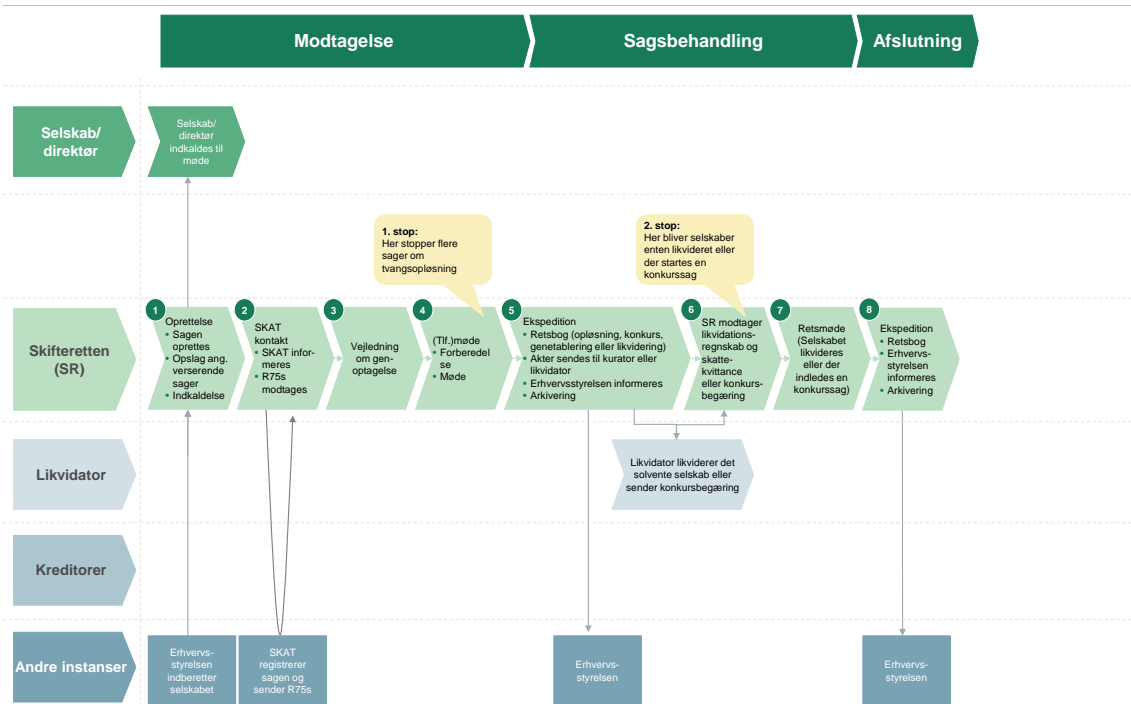 Modtagelse
Sagsbehandling
Afslutning
Selskab/
direktør
Selskab/
direktør
indkaldes til
møde
1. stop:
Her stopper flere
sager om
tvangsopløsning
2. stop:
Her bliver selskaber
enten likvideret eller
der startes en
konkurssag
Skifteretten
(SR)
1
Oprettelse
• Sagen
oprettes
• Opslag ang.
verserende
sager
• Indkaldelse
2
SKAT
kontakt
• SKAT infor-
meres
• R75s
modtages
3
Vejledning
om gen-
optagelse
4
(Tlf.)møde
• Forberedel
se
• Møde
5
Ekspedition
• Retsbog (opløsning, konkurs,
genetablering eller likvidering)
• Akter sendes til kurator eller
likvidator
• Erhvervsstyrelsen informeres
• Arkivering
6
SR modtager
likvidations-
regnskab og
skatte-
kvittance
eller konkurs-
begæring
7
Retsmøde
(Selskabet
likvideres
eller der
indledes en
konkurssag)
8
Ekspedition
• Retsbog
• Erhvervs-
styrelsen
informeres
• Arkivering
Likvidator
Likvidator likviderer det
solvente selskab eller
sender konkursbegæring
Kreditorer
Andre instanser
Erhvervs-
styrelsen
indberetter
selskabet
SKAT
registrerer
sagen og
sender R75s
Erhvervs-
styrelsen
Erhvervs-
styrelsen